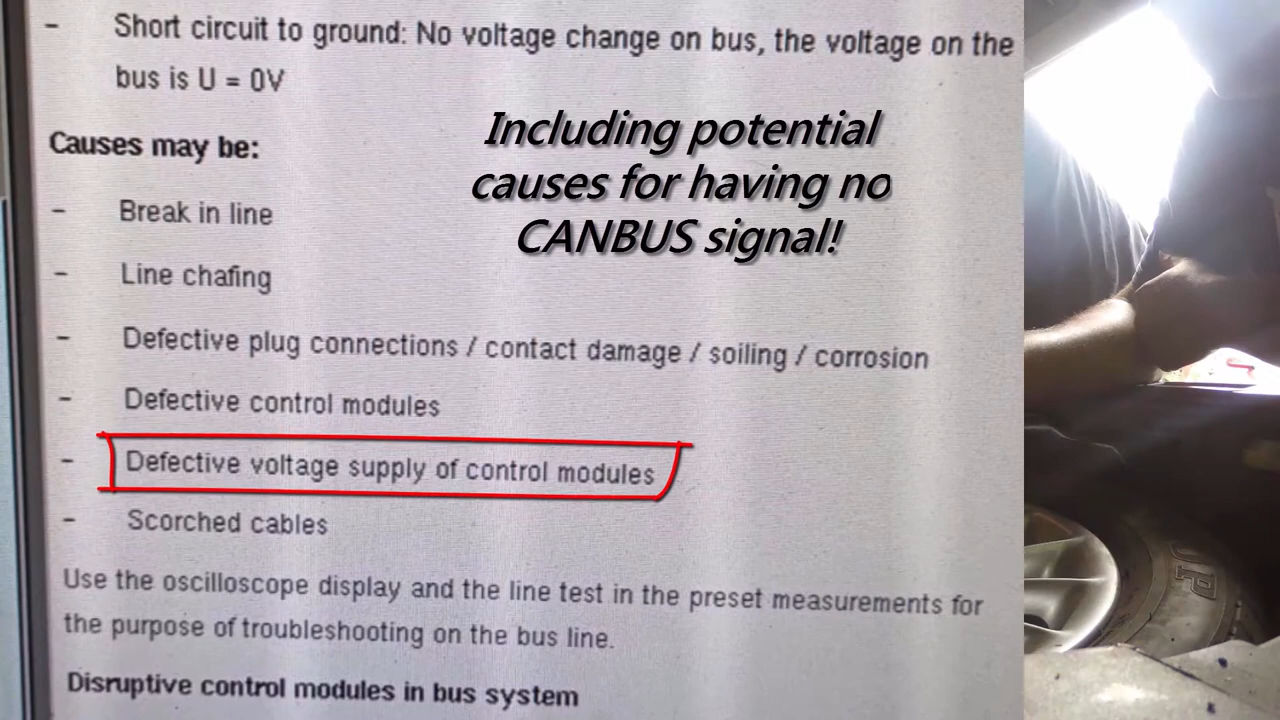 - Short circuit to ground: No voltage change on bus, the voltage on the
bus is U = 0V
Including potential
causes for having no
CANBUS signal!
Causes may be:
- Break in line
- Line chafing
- Defective plug connections / contact damage / soiling / corrosion
- Defective control modules
- Defective voltage supply of control modules
- Scorched cables
Use the oscilloscope display and the line test in the preset measurements for
the purpose of troubleshooting on the bus line.
Disruptive control modules in bus system